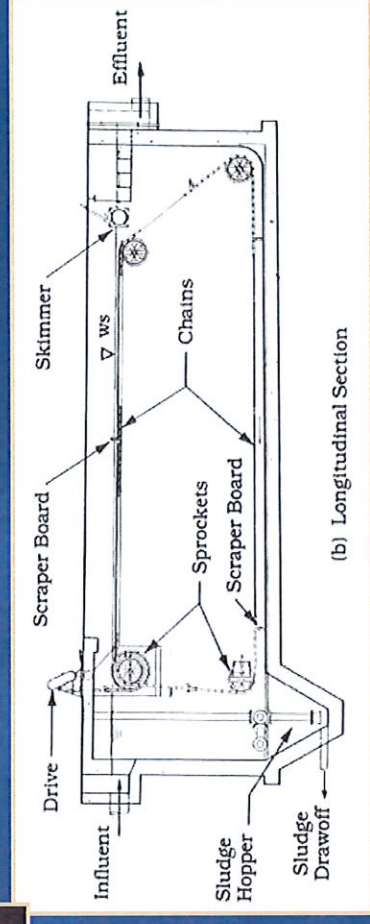 Drive
Influent
Sludge
Hopper
Sludge
Drawoff
Scraper Board
Sprockets
Scraper Board
ws
Chains
Skimmer
Effluent
(b) Longitudinal Section